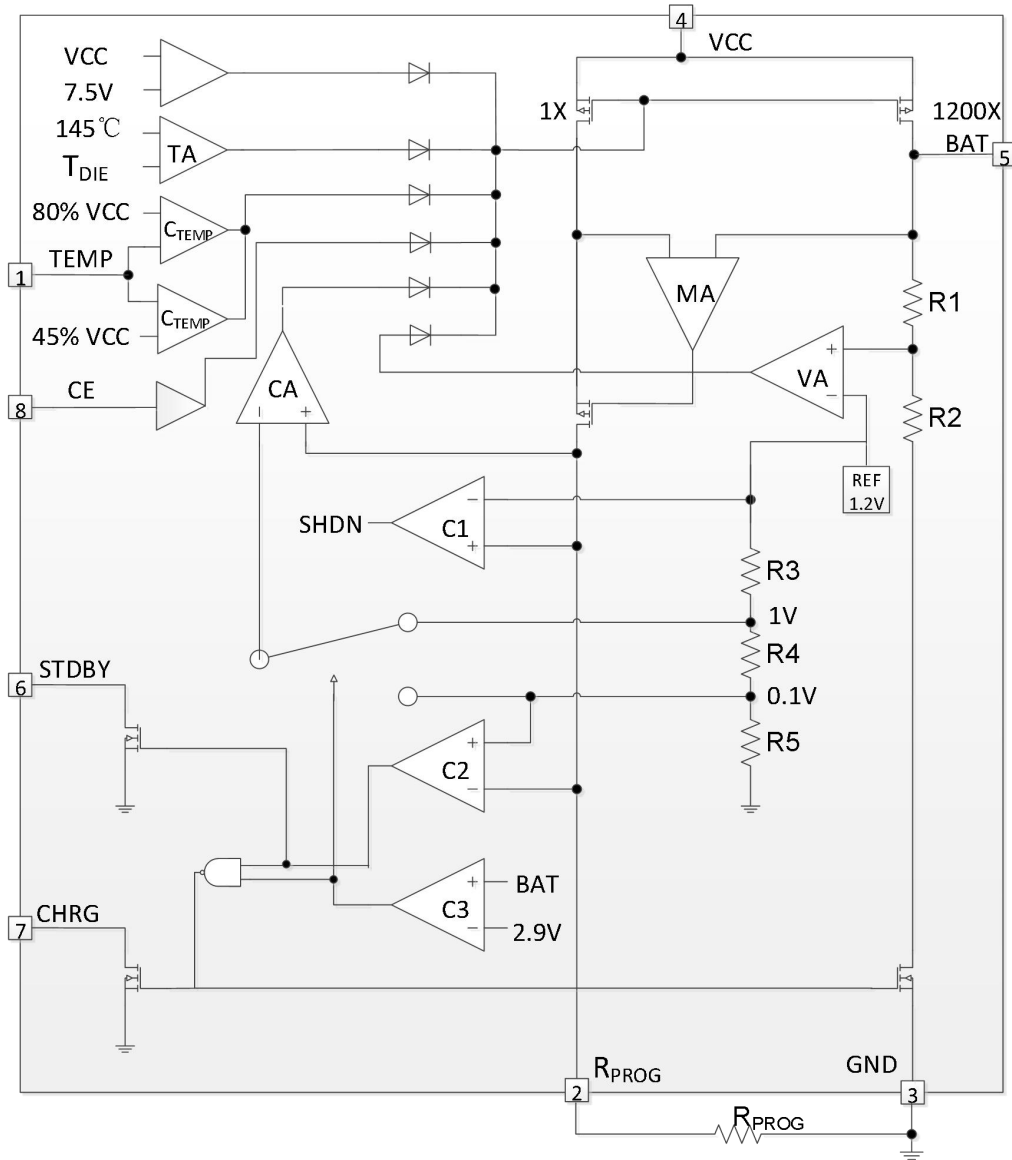 4
VCC
VCC
7.5V
1X
1200X
145℃
TDIE
TA
BAT
5
80% VCC
CTEMP
TEMP
1
MA
R1
CTEMP
45% VCC
+
VA
−
CE
8
CA
−
+
R2
REF
1.2V
−
SHDN
C1
+
R3
1V
R4
STDBY
6
0.1V
+
R5
C2
−
+
BAT
C3
CHRG
7
−
2.9V
RPROG
GND
2
3
RPROG